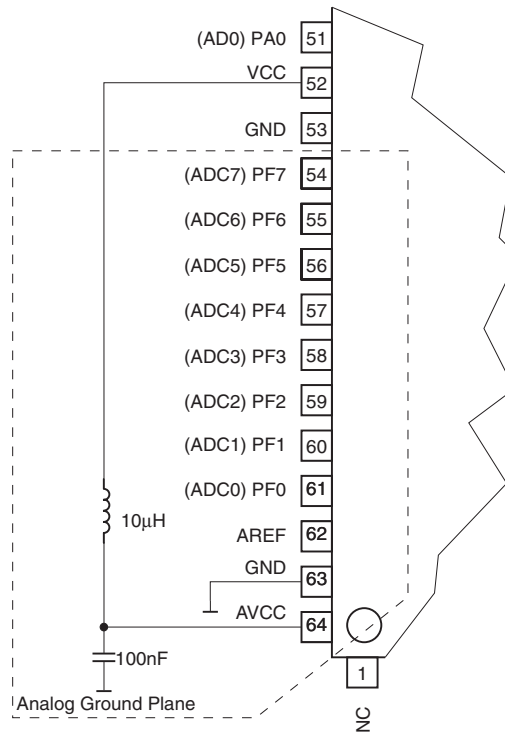 (AD0) PA0 51
VCC 52
GND 53
(ADC7) PF7 54
(ADC6) PF6 55
(ADC5) PF5 56
(ADC4) PF4 57
(ADC3) PF3 58
(ADC2) PF2 59
(ADC1) PF1 60
(ADC0) PF0 61
10μH
AREF 62
GND 63
AVCC 64
100nF
1
Analog Ground Plane
NC